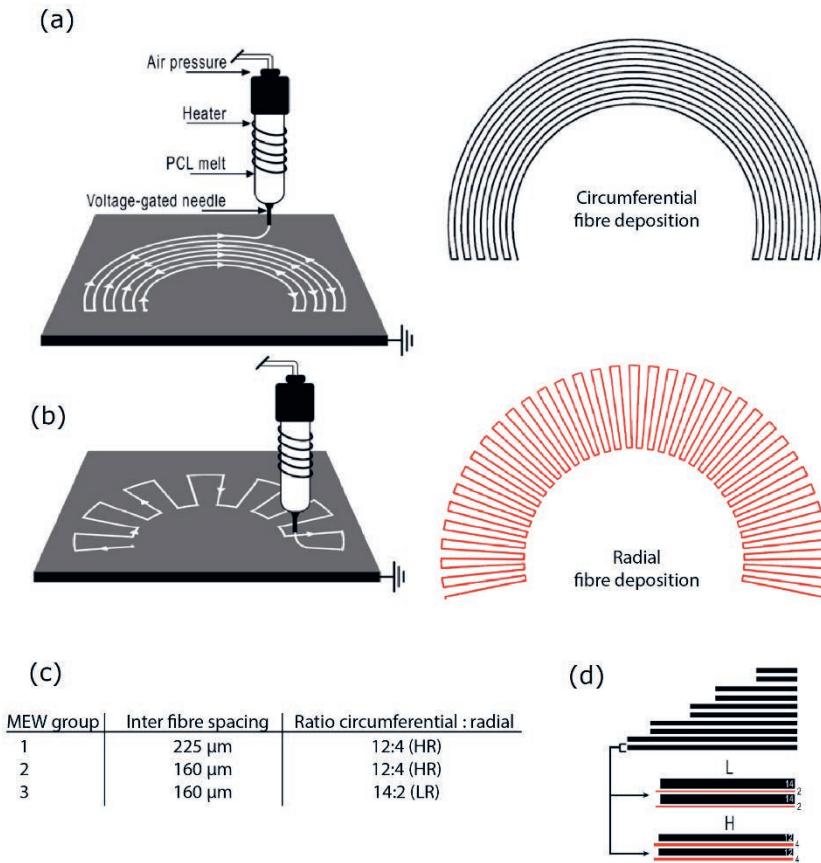 (a)
Air pressure
Heater
PCL melt
Voltage-gated needle
Circumferential
fibre deposition
(b)
Radial
fibre deposition
(c)
MEW group Inter fibre spacing Ratio circumferential : radial
1 225 µm 12:4 (HR)
2 160 µm 12:4 (HR)
3 160 µm 14:2 (LR)
(d)
L
14
2
14
2
H
12
4
12
4